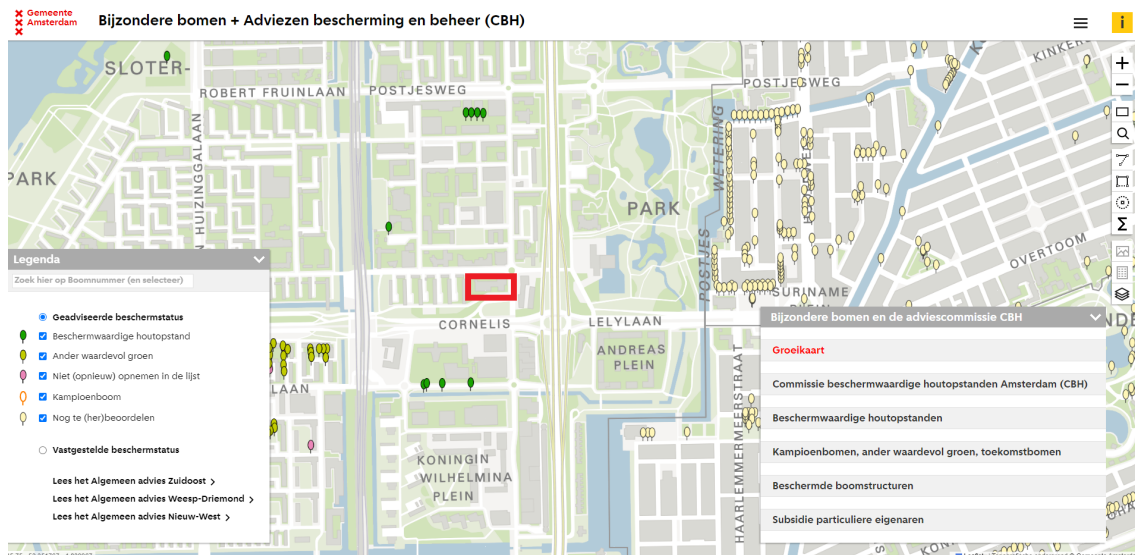 Gemeente
Amsterdam
Bijzondere bomen + Adviezen bescherming en beheer (CBH)
i
SLOTER-
ROBERT FRUINLAAN
POSTJESWEG
POSTJESWEG
HUIZINGGALAAN
PARK
PARK
WETERING
POSTJES
OVERTOOM
SURINAME
CORNELIS
LELYLAAN
ANDREAS
PLEIN
LAAN
KONINGIN
WILHELMINA
PLEIN
HAARLEMMERMEERSTRAAT
Legenda
Zoek hier op Boomnummer (en selecteer)
Geadviseerde beschermstatus
Beschermwaardige houtopstand
Ander waardevol groen
Niet (opnieuw) opnemen in de lijst
Kampioenboom
Nog te (her)beoordelen
Vastgestelde beschermstatus
Lees het Algemeen advies Zuidoost >
Lees het Algemeen advies Weesp-Driemond >
Lees het Algemeen advies Nieuw-West >
Bijzondere bomen en de adviescommissie CBH
Groeikaart
Commissie beschermwaardige houtopstanden Amsterdam (CBH)
Beschermwaardige houtopstanden
Kampioenbomen, ander waardevol groen, toekomstbomen
Beschermde boomstructuren
Subsidie particuliere eigenaren